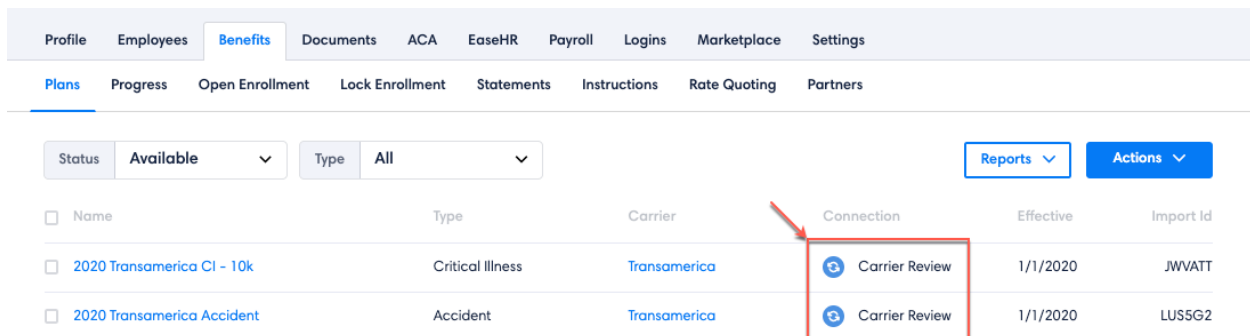 Profile Employees Benefits Documents ACA EaseHR Payroll Logins Marketplace Settings
Plans Progress Open Enrollment Lock Enrollment Statements Instructions Rate Quoting Partners
Status Available Type All Reports Actions
Name Type Carrier Connection Effective Import Id
2020 Transamerica CI - 10k Critical Illness Transamerica Carrier Review 1/1/2020 JWVATT
2020 Transamerica Accident Accident Transamerica Carrier Review 1/1/2020 LUS5G2